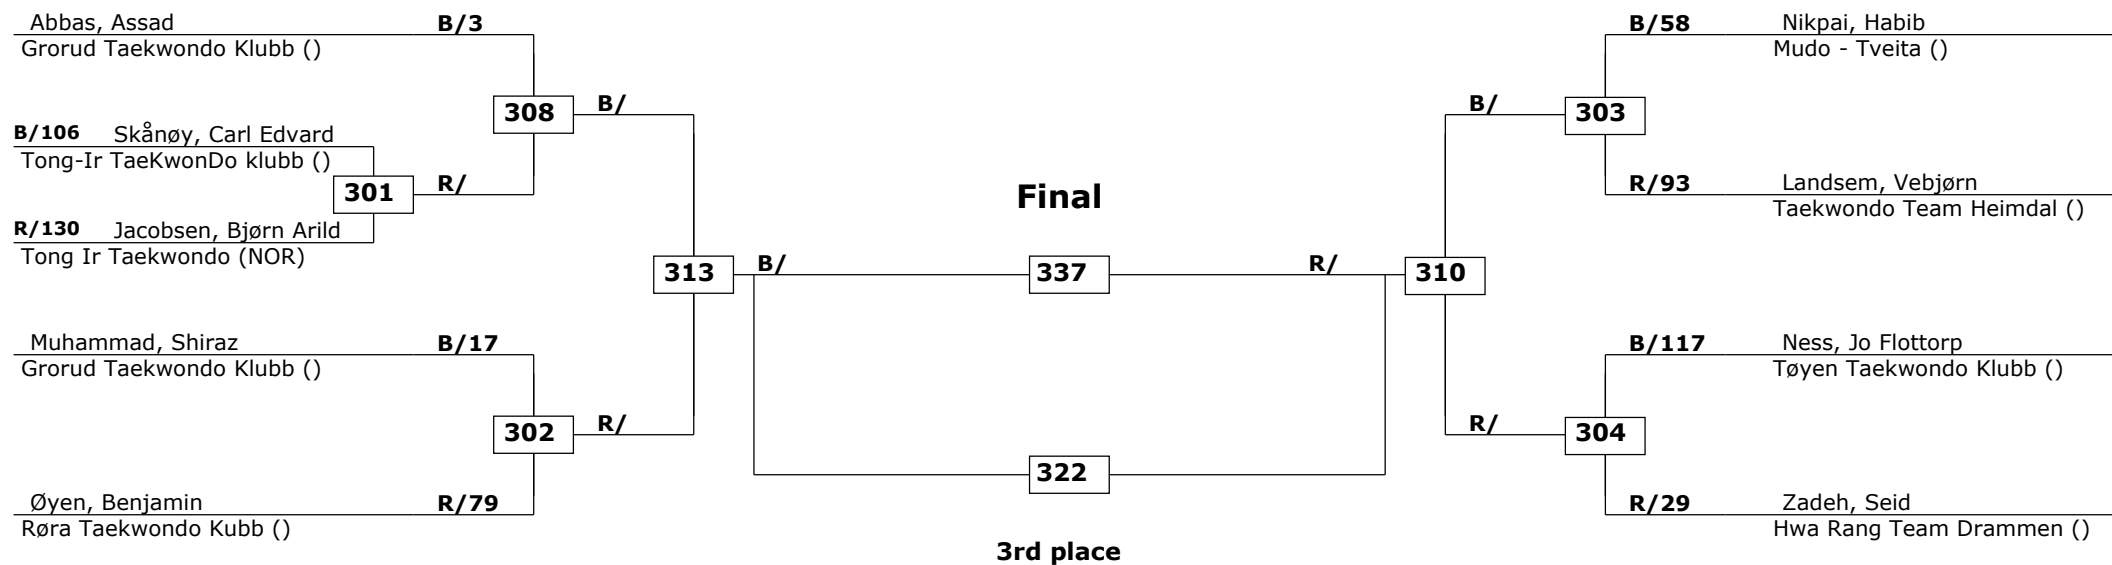 Abbas, Assad B/3
Grorud Taekwondo Klubb ()
308 B/
B/106 Skånøy, Carl Edvard
Tong-Ir TaeKwonDo klubb ()
301 R/
R/130 Jacobsen, Bjørn Arild
Tong Ir Taekwondo (NOR)
313 B/
Muhammad, Shiraz B/17
Grorud Taekwondo Klubb ()
302 R/
Øyen, Benjamin R/79
Røra Taekwondo Kubb ()
Final
337
322
3rd place
B/58 Nikpai, Habib
Mudo - Tveita ()
B/ 303
R/93 Landsem, Vebjørn
Taekwondo Team Heimdal ()
R/ 310
B/117 Ness, Jo Flottorp
Tøyen Taekwondo Klubb ()
R/ 304
R/29 Zadeh, Seid
Hwa Rang Team Drammen ()